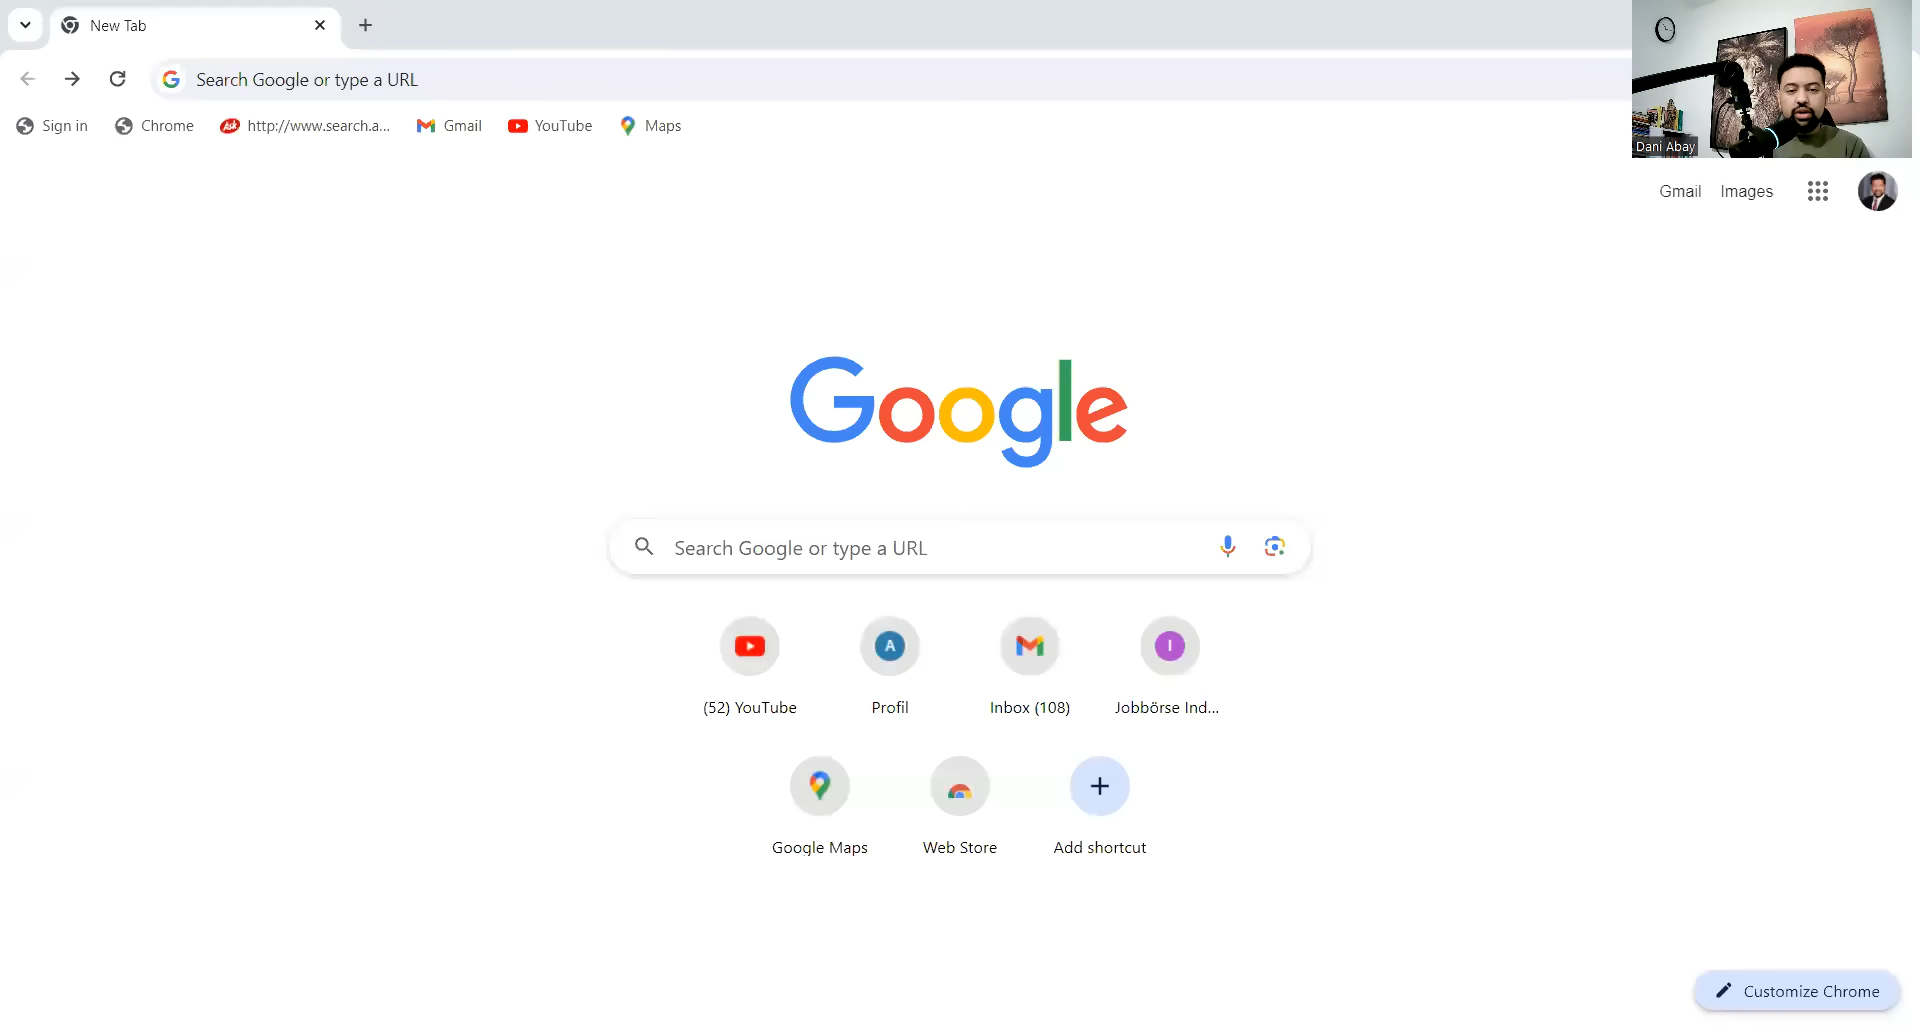 New Tab
Search Google or type a URL
Sign in
Chrome
http://www.search.a...
Gmail
YouTube
Maps
Dani Abay
Gmail
Images
Google
Search Google or type a URL
(52) YouTube
A
Profil
Inbox (108)
I
Jobbörse Ind...
Google Maps
Web Store
Add shortcut
Customize Chrome